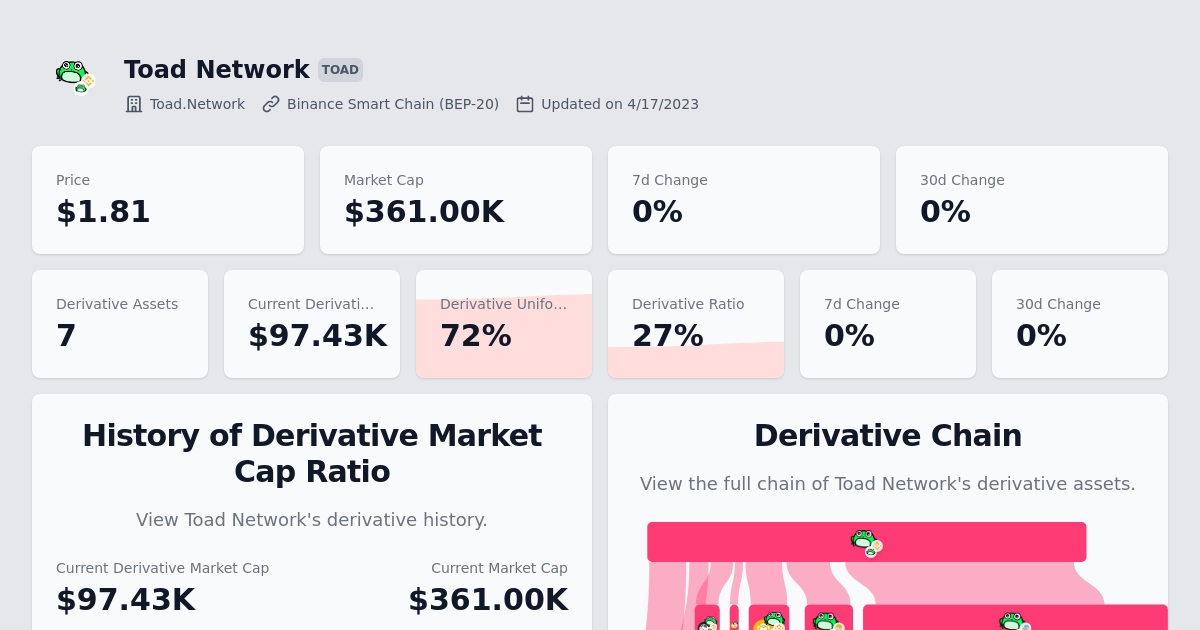 Toad Network TOAD
Toad.Network Binance Smart Chain (BEP-20) Updated on 4/17/2023
Price
$1.81
Market Cap
$361.00K
7d Change
0%
30d Change
0%
Derivative Assets
7
Current Derivati...
$97.43K
Derivative Unifo...
72%
Derivative Ratio
27%
7d Change
0%
30d Change
0%
History of Derivative Market
Cap Ratio
View Toad Network's derivative history.
Current Derivative Market Cap
$97.43K
Current Market Cap
$361.00K
Derivative Chain
View the full chain of Toad Network's derivative assets.